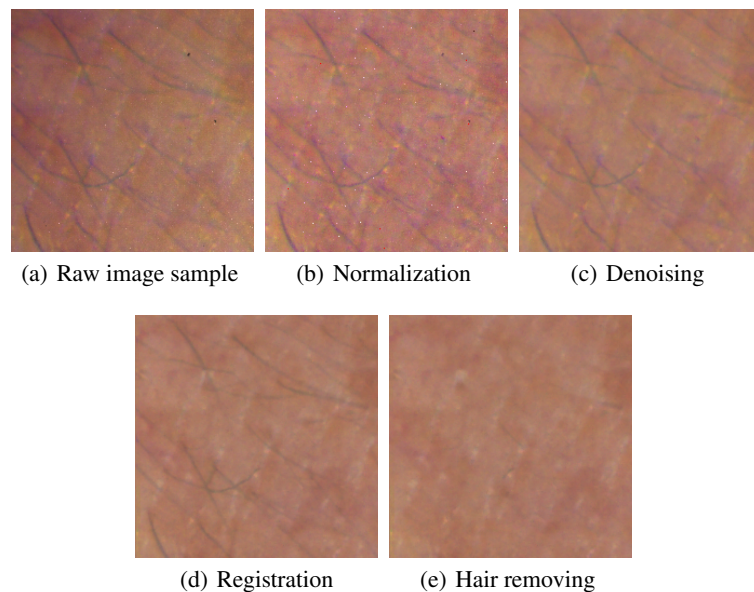 (a) Raw image sample
(b) Normalization
(c) Denoising
(d) Registration
(e) Hair removing